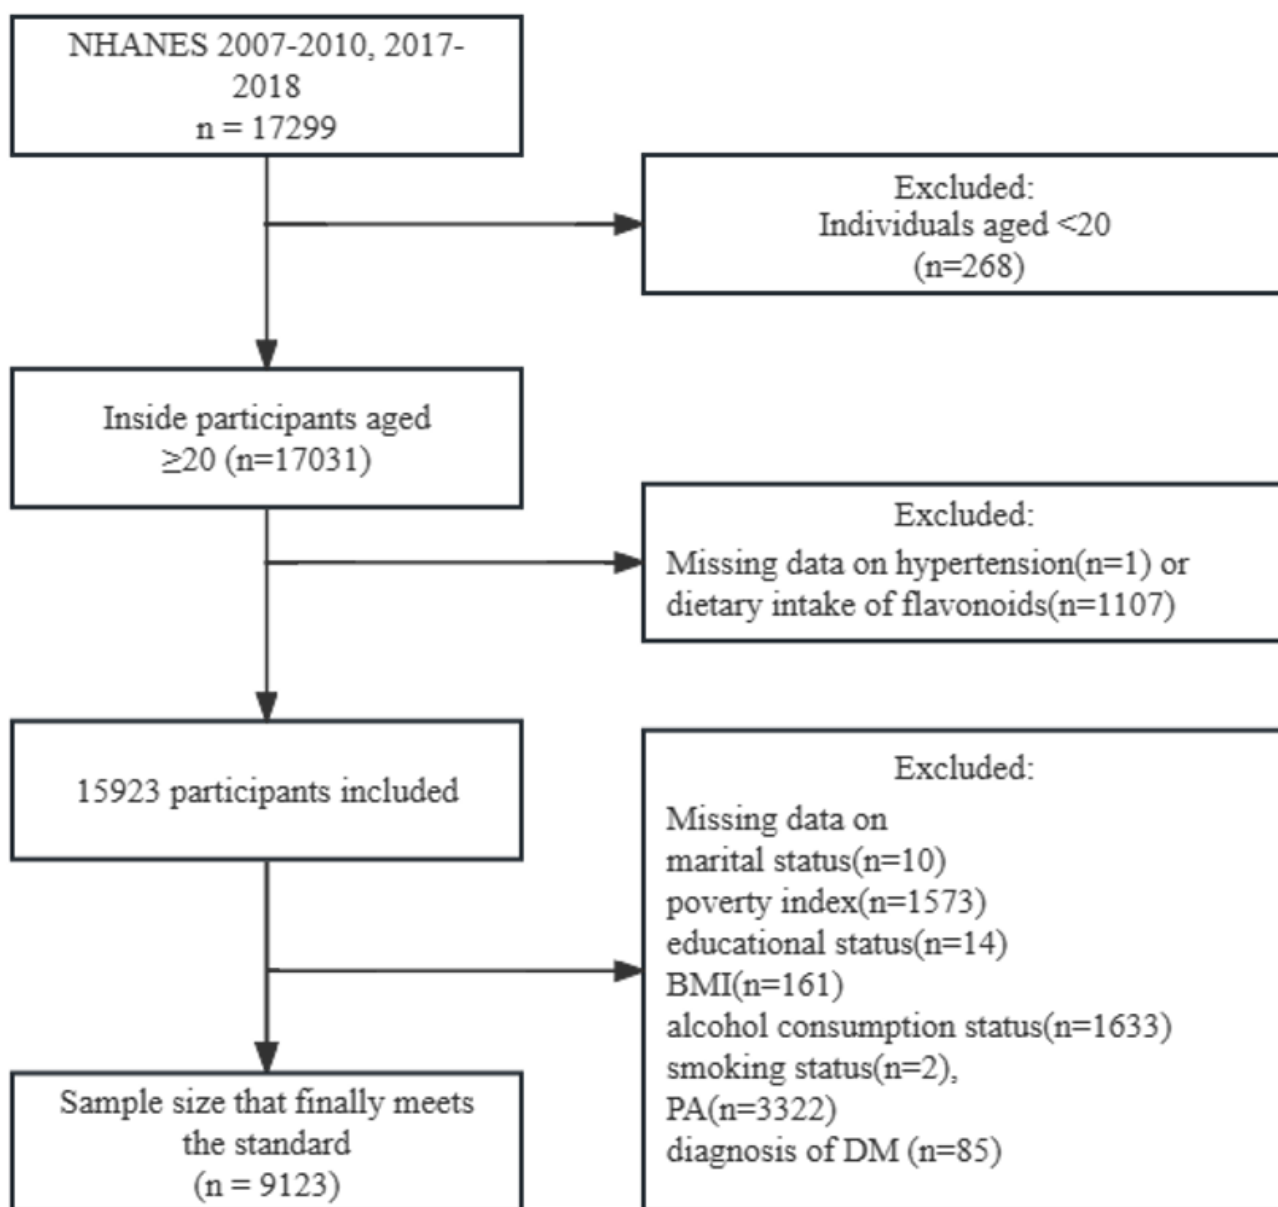 NHANES 2007-2010, 2017-
2018
n = 17299
Excluded:
Individuals aged <20
(n=268)
Inside participants aged
≥20 (n=17031)
Excluded:
Missing data on hypertension(n=1) or
dietary intake of flavonoids(n=1107)
15923 participants included
Excluded:
Missing data on
marital status(n=10)
poverty index(n=1573)
educational status(n=14)
BMI(n=161)
alcohol consumption status(n=1633)
smoking status(n=2),
PA(n=3322)
diagnosis of DM (n=85)
Sample size that finally meets
the standard
(n = 9123)